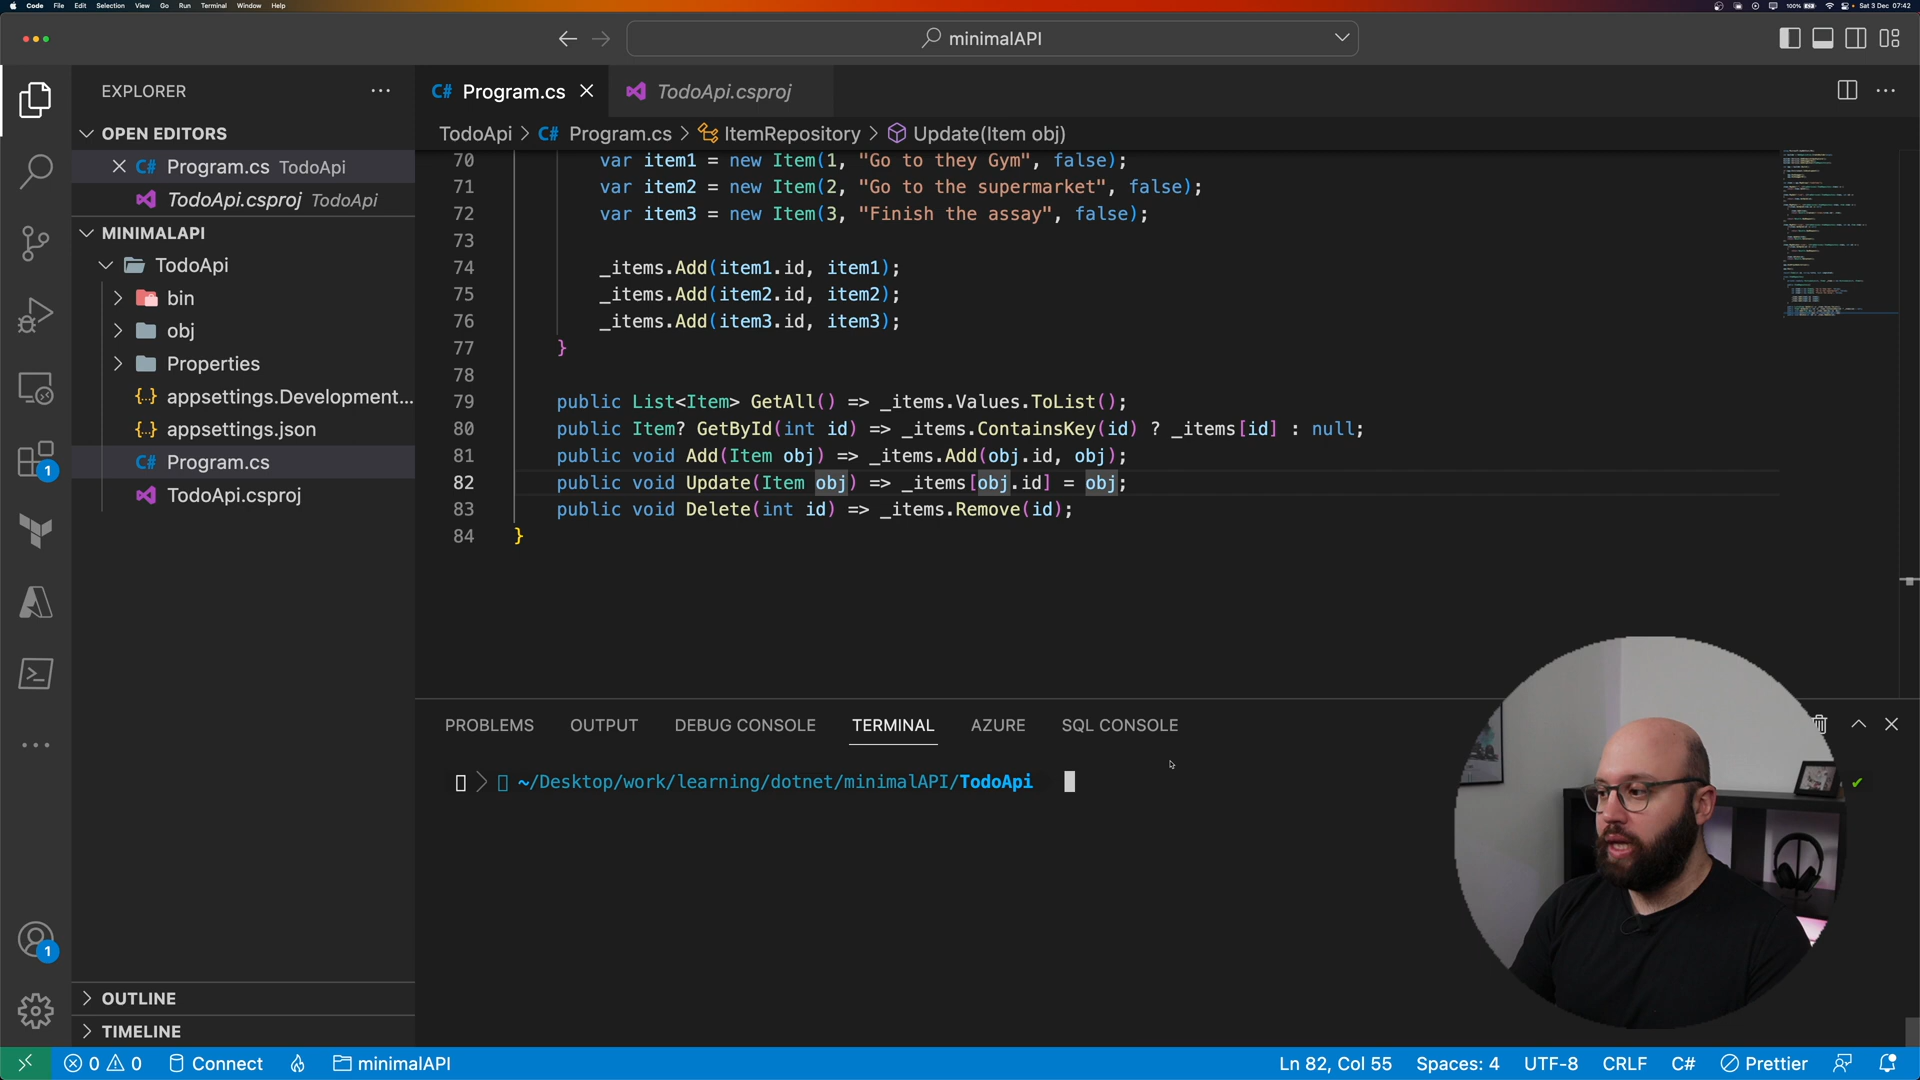 Code File Edit Selection View Go Run Terminal Window Help 100% Sat 3 Dec 07:42
minimalAPI
EXPLORER
OPEN EDITORS
C# Program.cs TodoApi
TodoApi.csproj TodoApi
MINIMALAPI
TodoApi
bin
obj
Properties
{..} appsettings.Development...
{..} appsettings.json
C# Program.cs
TodoApi.csproj
1
1
OUTLINE
TIMELINE
C# Program.cs TodoApi.csproj
TodoApi > C# Program.cs > ItemRepository > Update(Item obj)
70 var item1 = new Item(1, "Go to they Gym", false);
71 var item2 = new Item(2, "Go to the supermarket", false);
72 var item3 = new Item(3, "Finish the assay", false);
73
74 _items.Add(item1.id, item1);
75 _items.Add(item2.id, item2);
76 _items.Add(item3.id, item3);
77 }
78
79 public List<Item> GetAll() => _items.Values.ToList();
80 public Item? GetById(int id) => _items.ContainsKey(id) ? _items[id] : null;
81 public void Add(Item obj) => _items.Add(obj.id, obj);
82 public void Update(Item obj) => _items[obj.id] = obj;
83 public void Delete(int id) => _items.Remove(id);
84 }
PROBLEMS OUTPUT DEBUG CONSOLE TERMINAL AZURE SQL CONSOLE
~/Desktop/work/learning/dotnet/minimalAPI/TodoApi
0 0 Connect minimalAPI Ln 82, Col 55 Spaces: 4 UTF-8 CRLF C# Prettier